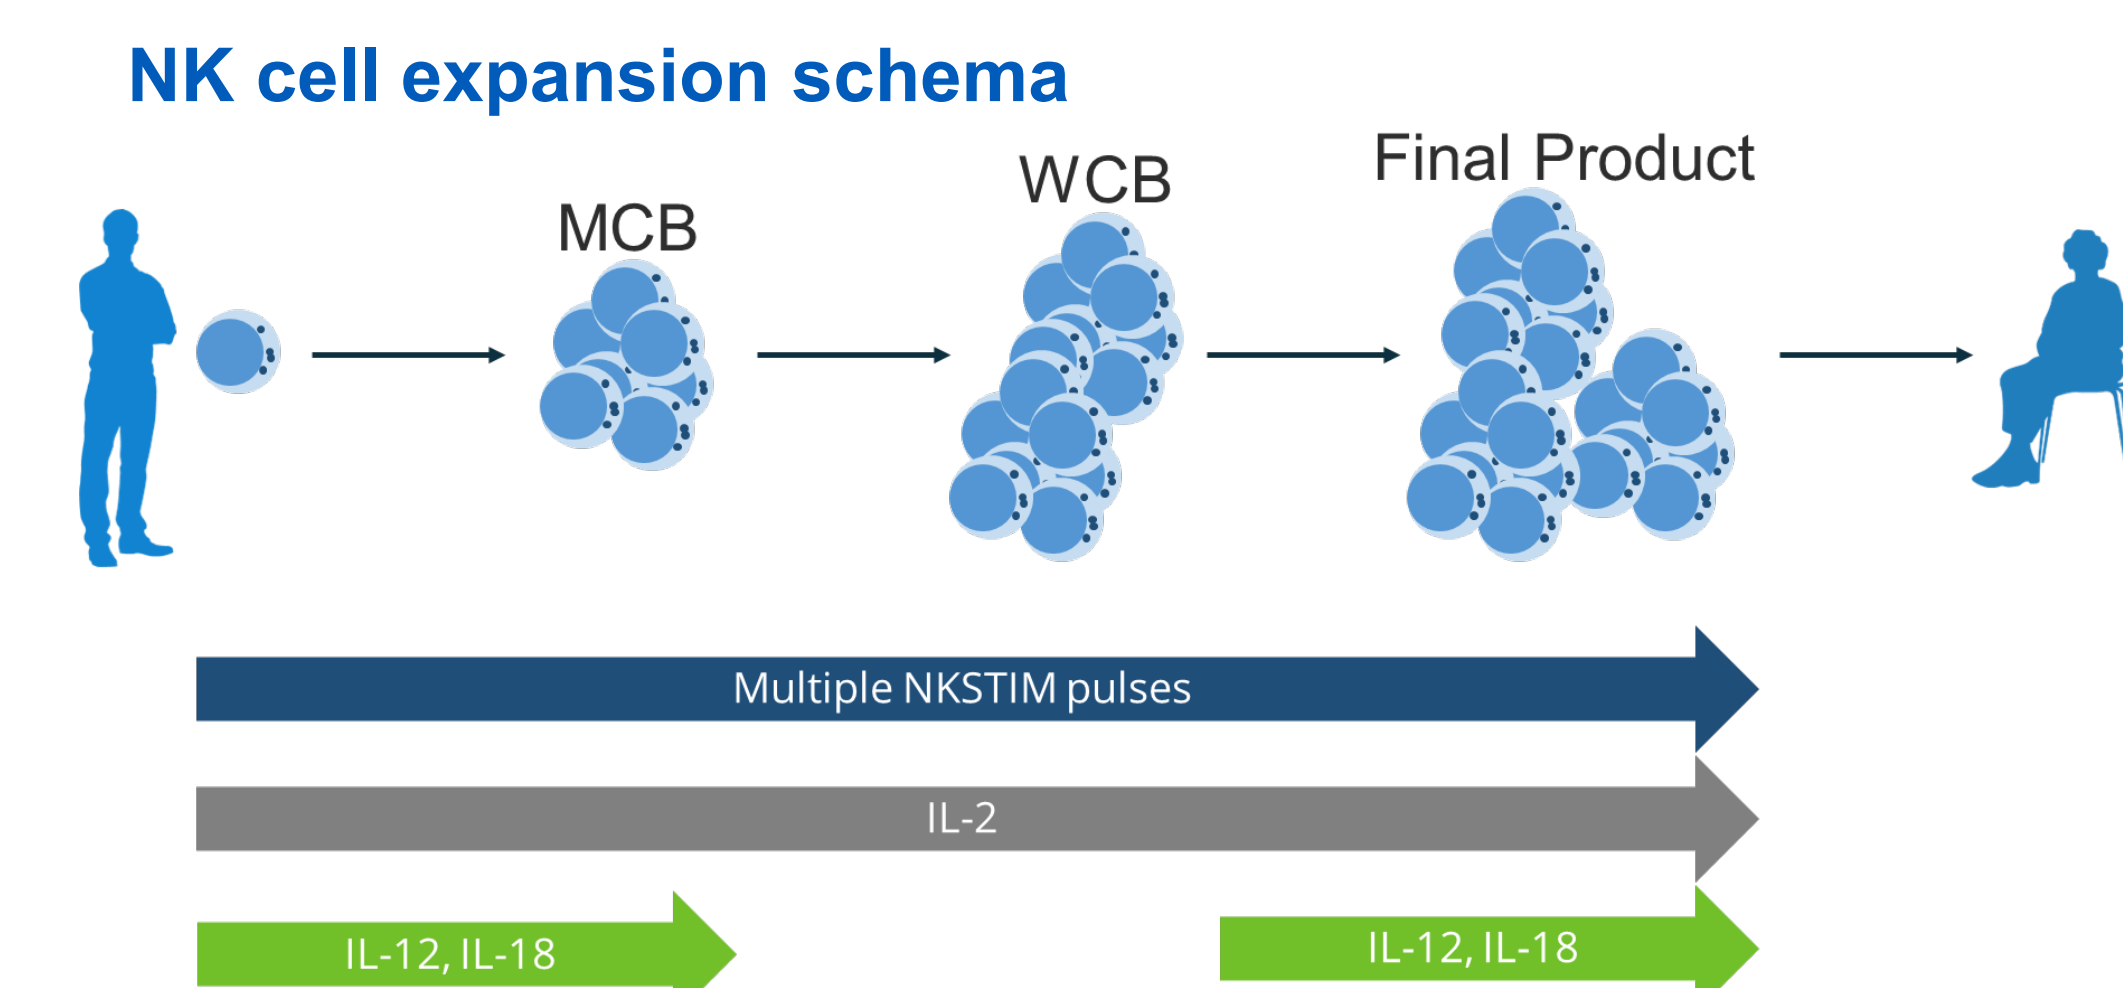 NK cell expansion schema
MCB
WCB
Final Product
Multiple NKSTIM pulses
IL-2
IL-12, IL-18
IL-12, IL-18